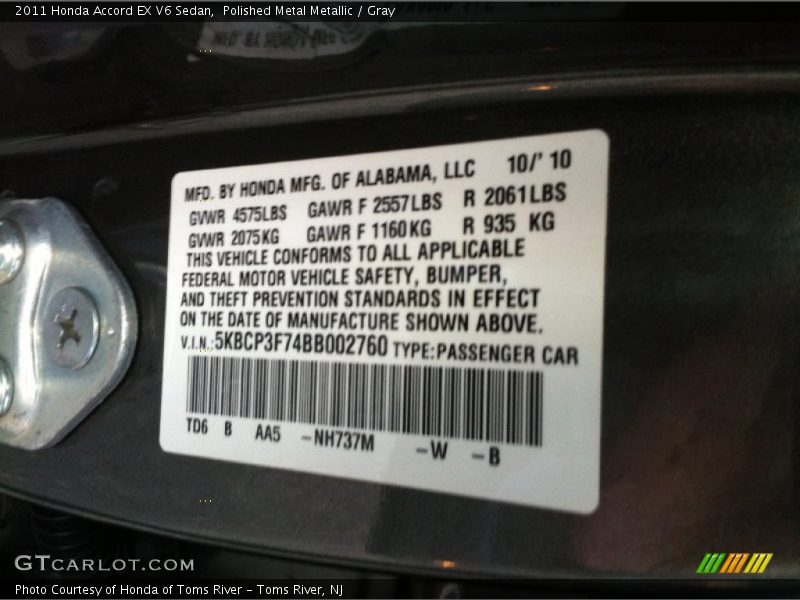 2011 Honda Accord EX V6 Sedan, Polished Metal Metallic / Gray
MFD. BY HONDA MFG. OF ALABAMA, LLC 10/' 10
GVWR 4575LBS GAWR F 2557LBS R 2061LBS
GVWR 2075KG GAWR F 1160KG R 935 KG
THIS VEHICLE CONFORMS TO ALL APPLICABLE
FEDERAL MOTOR VEHICLE SAFETY, BUMPER,
AND THEFT PREVENTION STANDARDS IN EFFECT
ON THE DATE OF MANUFACTURE SHOWN ABOVE.
V.I.N.:5KBCP3F74BB002760 TYPE:PASSENGER CAR
TD6 B AA5 -NH737M -W -B
GTCARLOT.COM
Photo Courtesy of Honda of Toms River - Toms River, NJ